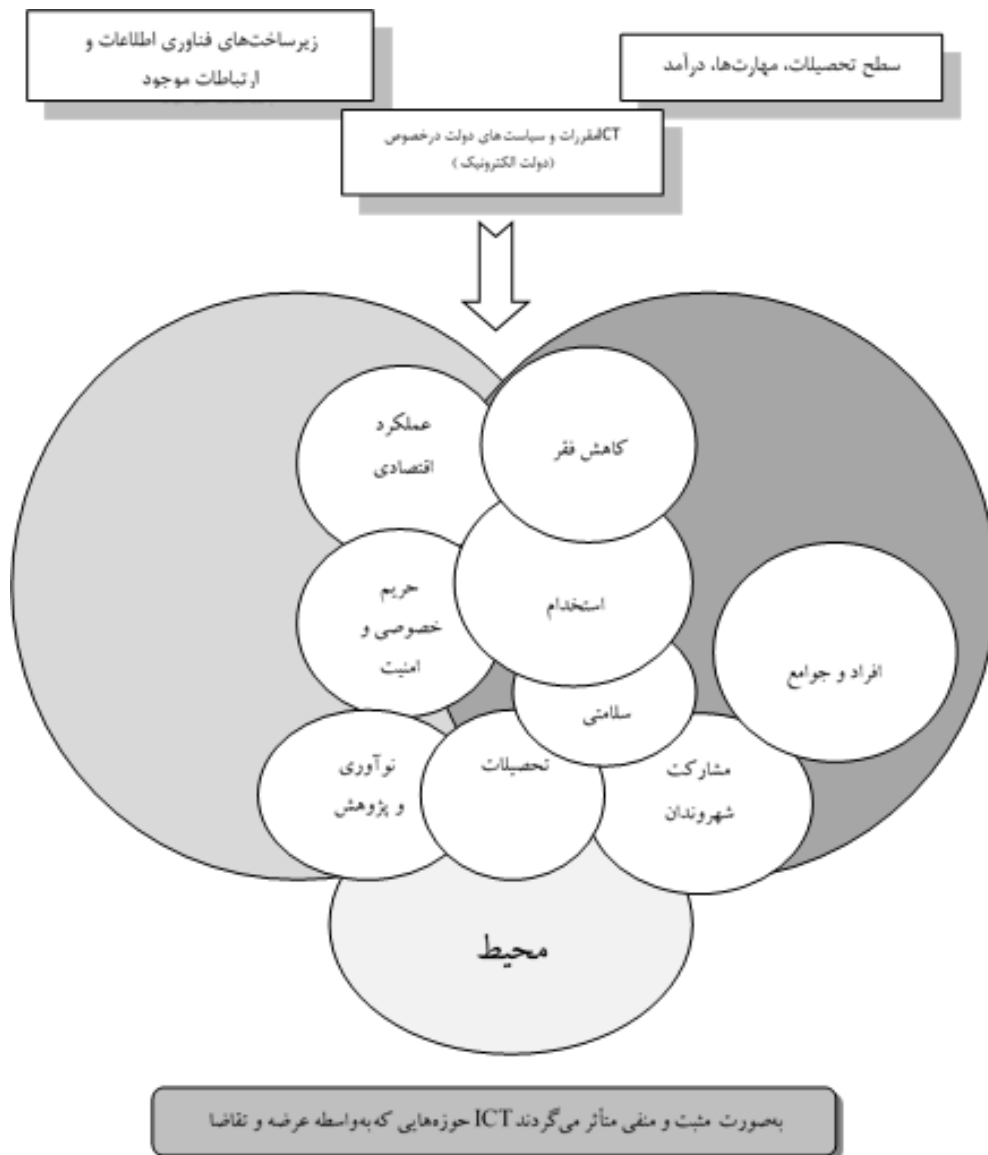 زیرساخت‌های فناوری اطلاعات و
ارتباطات موجود
سطح تحصیلات، مهارت‌ها، درآمد
ICTمقررات و سیاست‌های دولت درخصوص
(دولت الکترونیک )
عملکرد
اقتصادی
کاهش فقر
حریم
خصوصی و
امنیت
استخدام
افراد و جوامع
سلامتی
نوآوری
و پژوهش
تحصیلات
مشارکت
شهروندان
محیط
به‌صورت مثبت و منفی متأثر می‌گردند ICT حوزه‌هایی که به‌واسطه عرضه و تقاضا